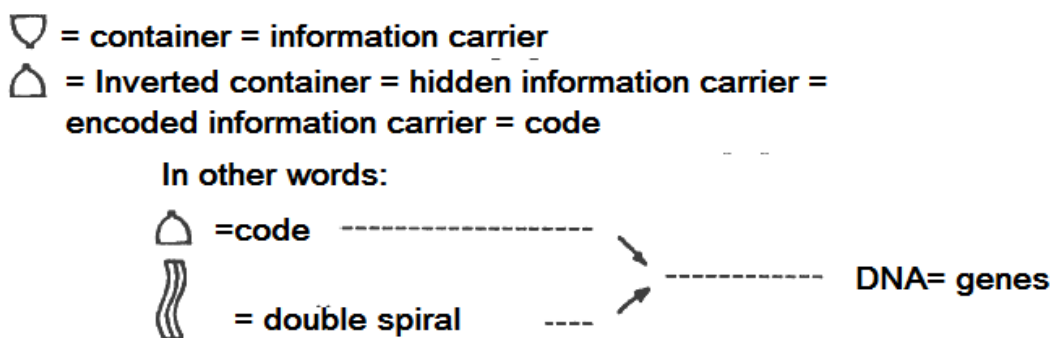 = container = information carrier
= Inverted container = hidden information carrier =
encoded information carrier = code
In other words:
=code
DNA= genes
= double spiral